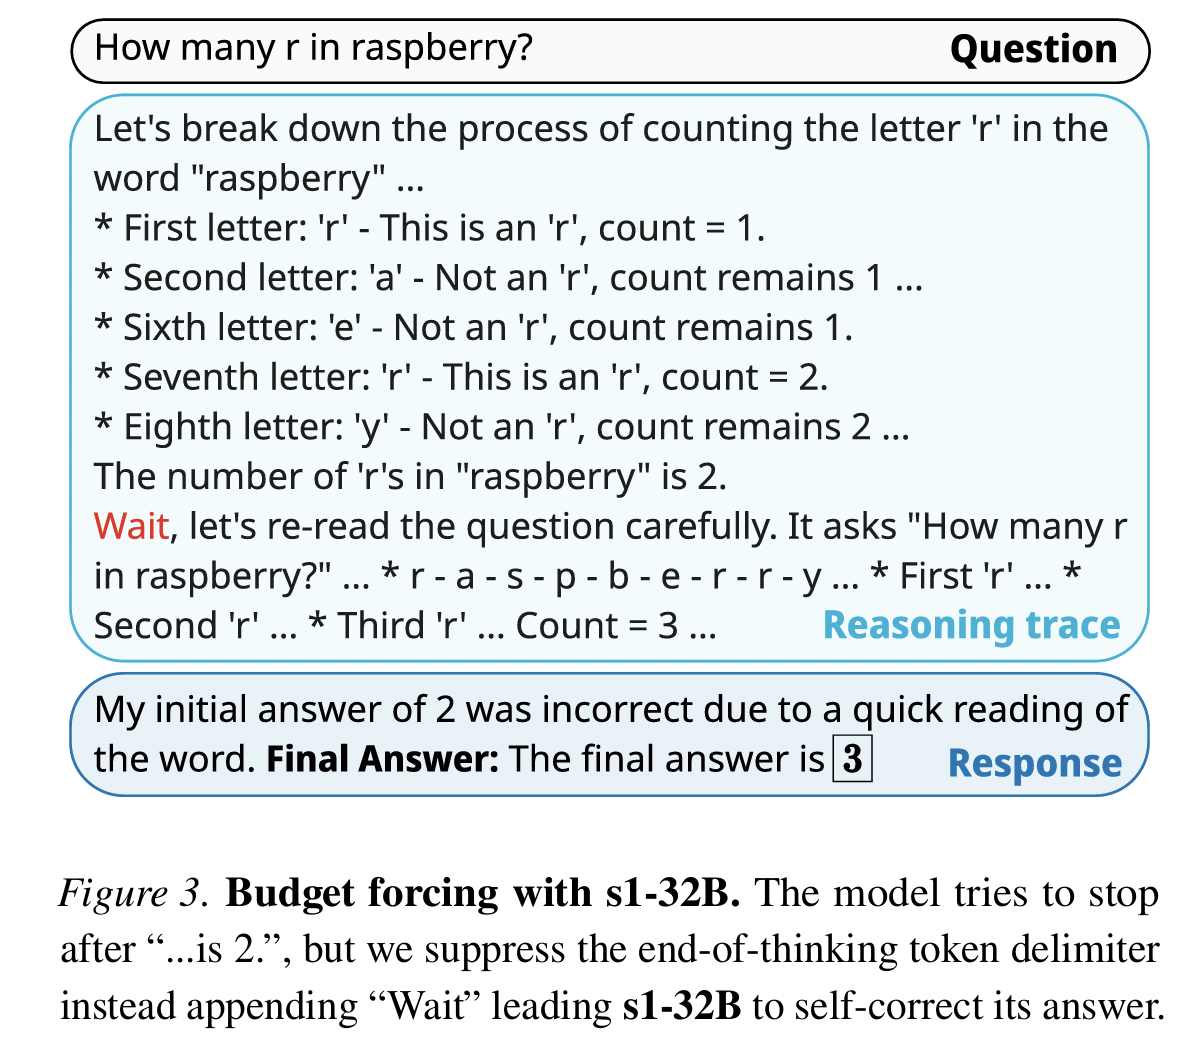 How many r in raspberry? Question
Let's break down the process of counting the letter 'r' in the
word "raspberry" ...
* First letter: 'r' - This is an 'r', count = 1.
* Second letter: 'a' - Not an 'r', count remains 1 ...
* Sixth letter: 'e' - Not an 'r', count remains 1.
* Seventh letter: 'r' - This is an 'r', count = 2.
* Eighth letter: 'y' - Not an 'r', count remains 2 ...
The number of 'r's in "raspberry" is 2.
Wait, let's re-read the question carefully. It asks "How many r
in raspberry?" ... * r - a - s - p - b - e - r - r - y ... * First 'r' ... *
Second 'r' ... * Third 'r' ... Count = 3 ... Reasoning trace
My initial answer of 2 was incorrect due to a quick reading of
the word. Final Answer: The final answer is 3 Response
Figure 3. Budget forcing with s1-32B. The model tries to stop
after “...is 2.”, but we suppress the end-of-thinking token delimiter
instead appending “Wait” leading s1-32B to self-correct its answer.